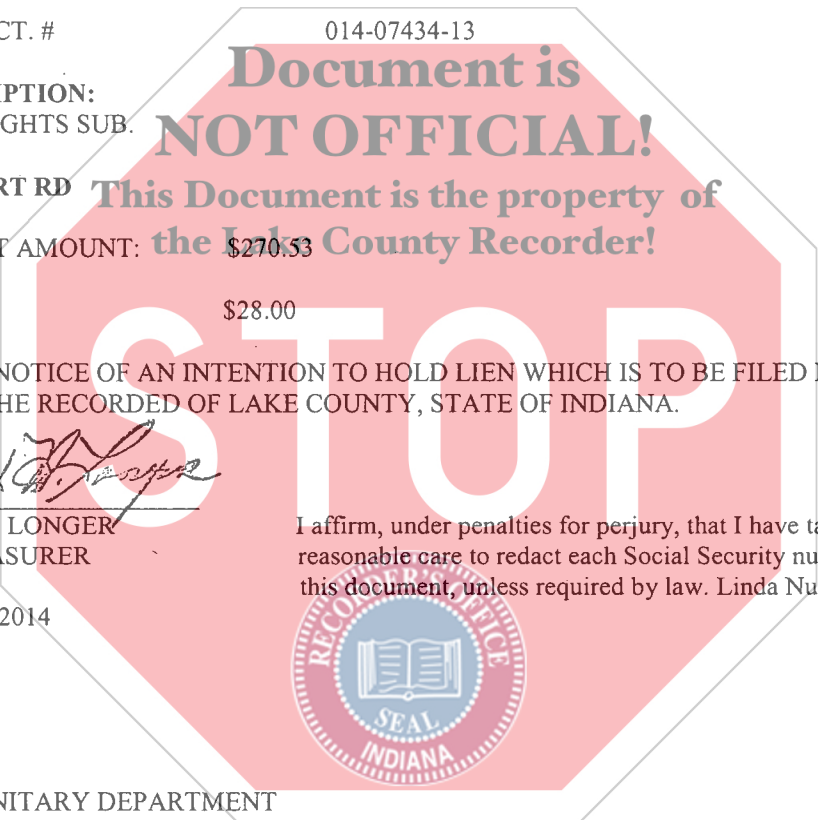 CT. # 014-07434-13
Document is
IPTION:
GHTS SUB.
NOT OFFICIAL!
RT RD
This Document is the property of
T AMOUNT: $270.53
the Lake County Recorder!
$28.00
STOP
NOTICE OF AN INTENTION TO HOLD LIEN WHICH IS TO BE FILED
HE RECORDED OF LAKE COUNTY, STATE OF INDIANA.
LONGER
ASURER
I affirm, under penalties for perjury, that I have ta
reasonable care to redact each Social Security nu
this document, unless required by law. Linda Nu
2014
RECORDER'S OFFICE
SEAL
INDIANA
NITARY DEPARTMENT